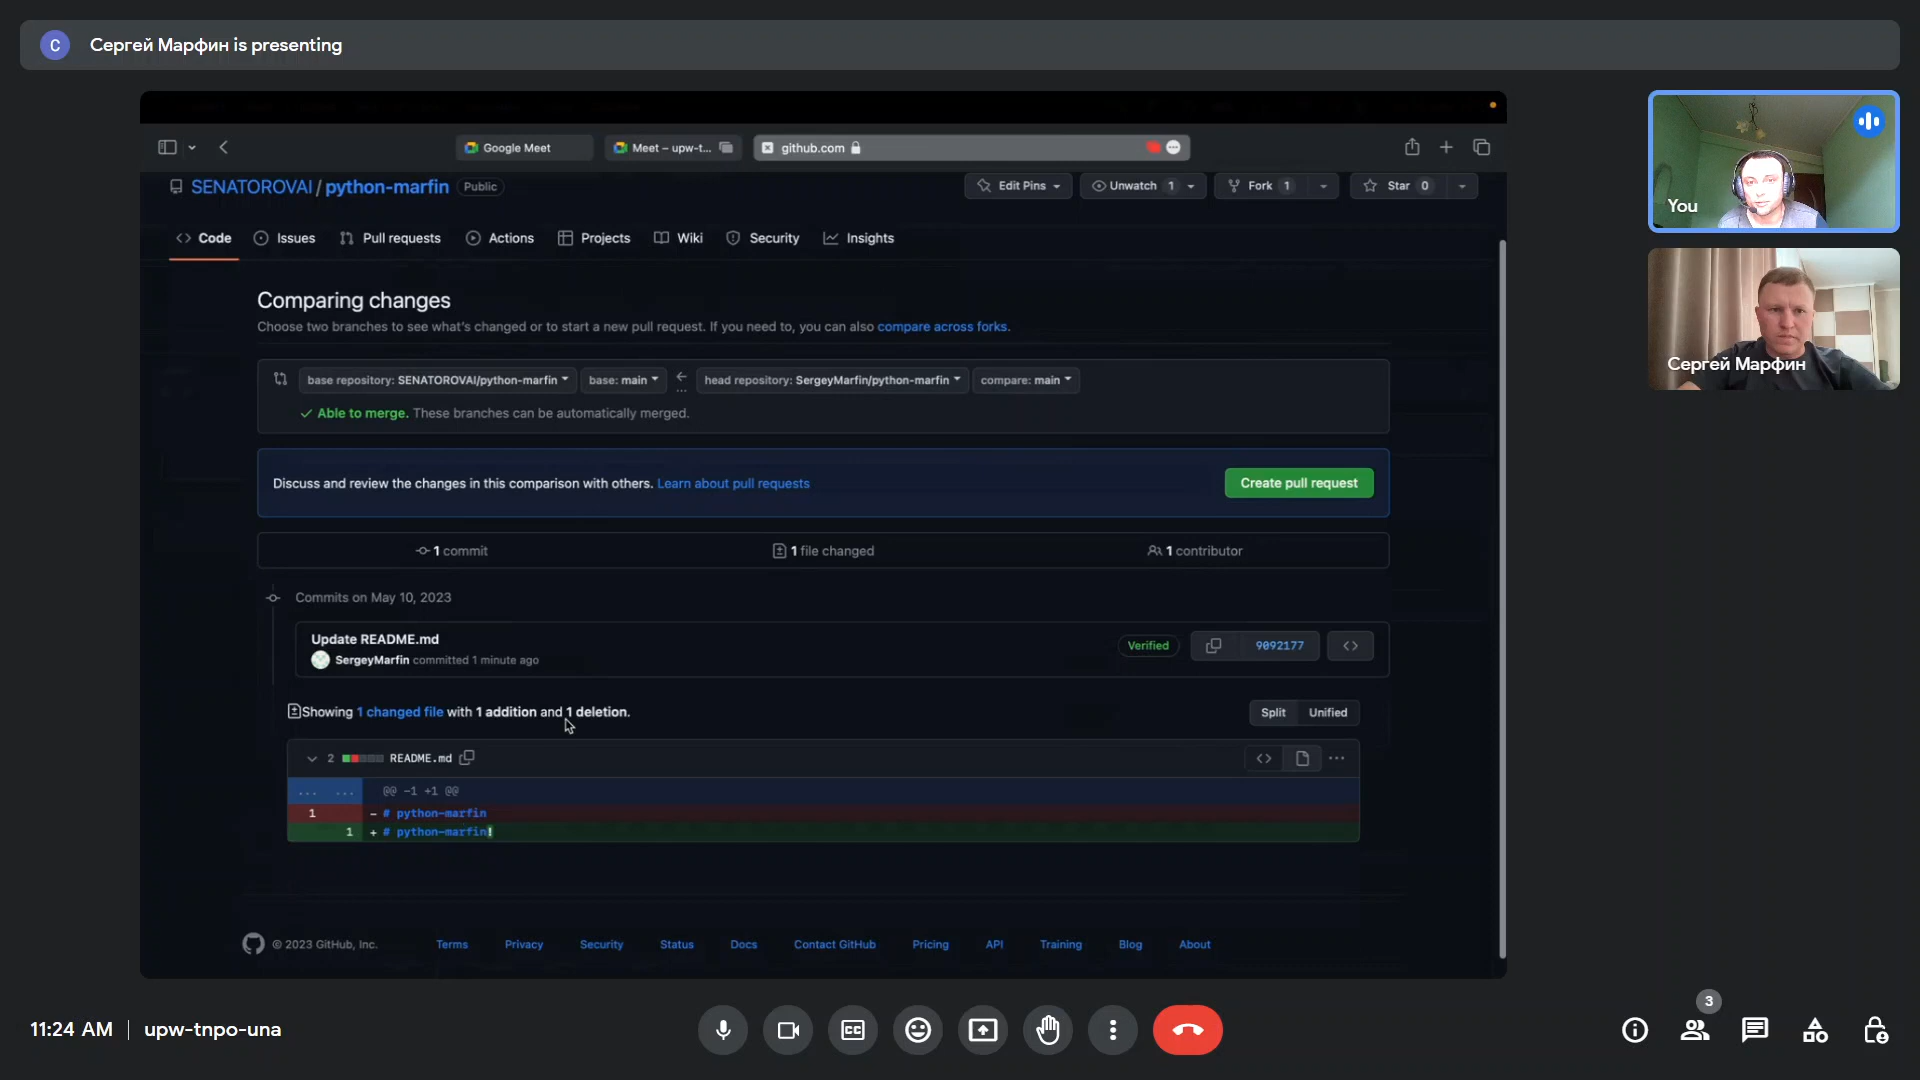 С Сергей Марфин is presenting
Google Meet
Meet – upw-t...
github.com
SENATOROVAI / python-marfin Public
Edit Pins
Unwatch 1
Fork 1
Star 0
Code
Issues
Pull requests
Actions
Projects
Wiki
Security
Insights
Comparing changes
Choose two branches to see what's changed or to start a new pull request. If you need to, you can also compare across forks.
base repository: SENATOROVAI/python-marfin
base: main
head repository: SergeyMarfin/python-marfin
compare: main
Able to merge. These branches can be automatically merged.
Discuss and review the changes in this comparison with others. Learn about pull requests
Create pull request
1 commit
1 file changed
1 contributor
Commits on May 10, 2023
Update README.md
SergeyMarfin committed 1 minute ago
Verified
9092177
Showing 1 changed file with 1 addition and 1 deletion.
Split
Unified
2 README.md
... ... @@ -1 +1 @@
1 - # python-marfin
1 + # python-marfin!
© 2023 GitHub, Inc.
Terms
Privacy
Security
Status
Docs
Contact GitHub
Pricing
API
Training
Blog
About
You
Сергей Марфин
11:24 AM | upw-tnpo-una
CC
3